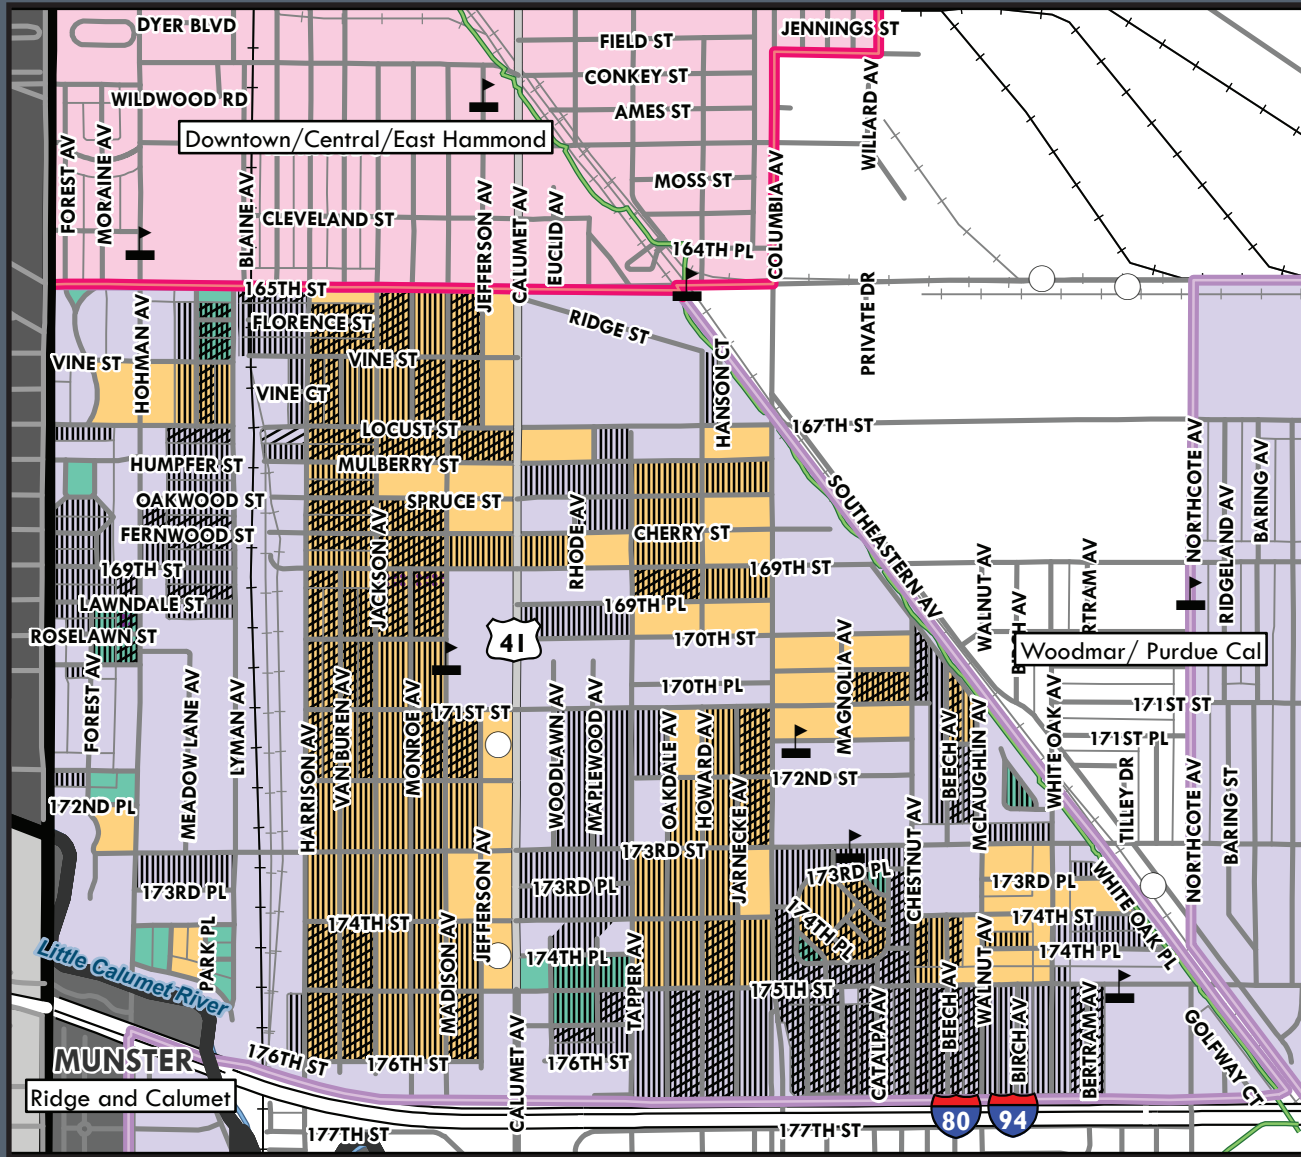 DYER BLVD
JENNINGS ST
FIELD ST
CONKEY ST
WILDWOOD RD
AMES ST
WILLARD AV
Downtown/Central/East Hammond
FOREST AV
MORAINE AV
BLAINE AV
MOSS ST
COLUMBIA AV
JEFFERSON AV
CALUMET AV
EUCLID AV
CLEVELAND ST
164TH PL
165TH ST
PRIVATE DR
HOHMAN AV
FLORENCE ST
RIDGE ST
VINE ST
VINE ST
HANSON CT
VINE CT
LOCUST ST
167TH ST
HUMPFER ST
MULBERRY ST
NORTHCOTE AV
RIDGELAND AV
BARING AV
OAKWOOD ST
SPRUCE ST
RHODE AV
SOUTHEASTERN AV
FERNWOOD ST
JACKSON AV
CHERRY ST
169TH ST
169TH ST
WALNUT AV
LAWNDALE ST
169TH PL
ROSELAWN ST
41
170TH ST
MAGNOLIA AV
Woodmar/ Purdue Cal
FOREST AV
MEADOW LANE AV
LYMAN AV
HARRISON AV
VAN BUREN AV
MONROE AV
170TH PL
171ST ST
WOODLAWN AV
MAPLEWOOD AV
OAKDALE AV
HOWARD AV
JARNECKE AV
BEECH AV
MCLAUGHLIN AV
WHITE OAK AV
171ST ST
171ST PL
172ND PL
172ND ST
TILLEY DR
NORTHCOTE AV
BARING ST
173RD ST
JEFFERSON AV
173RD PL
173RD PL
173RD PL
CHESTNUT AV
173RD PL
WHITE OAK PL
PARK PL
174TH ST
MADISON AV
174TH PL
174TH ST
WALNUT AV
174TH PL
174TH PL
TAPPER AV
Little Calumet River
175TH ST
CATALPA AV
BEECH AV
BIRCH AV
BERTRAM AV
GOLFWAY CT
MUNSTER
176TH ST
176TH ST
176TH ST
CALUMET AV
Ridge and Calumet
80
94
177TH ST
177TH ST